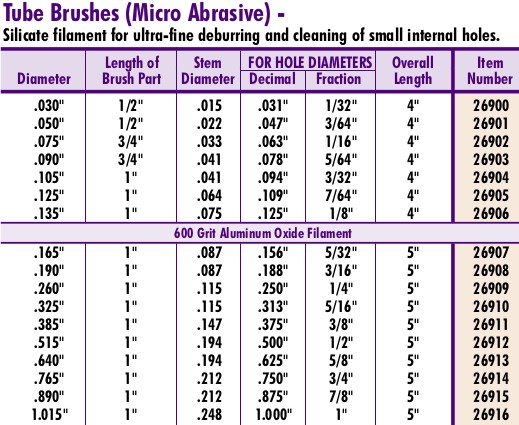 Tube Brushes (Micro Abrasive) -
Silicate filament for ultra-fine deburring and cleaning of small internal holes.
Length of Stem FOR HOLE DIAMETERS Overall Item
Diameter Brush Part Diameter Decimal Fraction Length Number
.030" 1/2" .015 .031" 1/32" 4" 26900
.050" 1/2" .022 .047" 3/64" 4" 26901
.075" 3/4" .033 .063" 1/16" 4" 26902
.090" 3/4" .041 .078" 5/64" 4" 26903
.105" 1" .041 .094" 3/32" 4" 26904
.125" 1" .064 .109" 7/64" 4" 26905
.135" 1" .075 .125" 1/8" 4" 26906
600 Grit Aluminum Oxide Filament
.165" 1" .087 .156" 5/32" 5" 26907
.190" 1" .087 .188" 3/16" 5" 26908
.260" 1" .115 .250" 1/4" 5" 26909
.325" 1" .115 .313" 5/16" 5" 26910
.385" 1" .147 .375" 3/8" 5" 26911
.515" 1" .194 .500" 1/2" 5" 26912
.640" 1" .194 .625" 5/8" 5" 26913
.765" 1" .212 .750" 3/4" 5" 26914
.890" 1" .212 .875" 7/8" 5" 26915
1.015" 1" .248 1.000" 1" 5" 26916